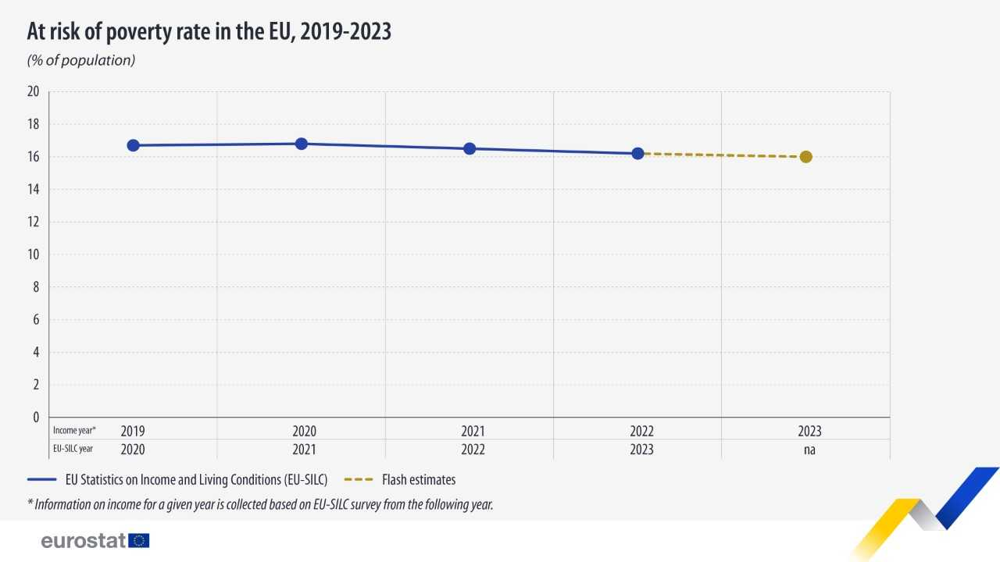 At risk of poverty rate in the EU, 2019-2023
(% of population)
20
18
16
14
12
10
8
6
4
2
0
Income year* 2019 2020 2021 2022 2023
EU-SILC year 2020 2021 2022 2023 na
EU Statistics on Income and Living Conditions (EU-SILC) Flash estimates
* Information on income for a given year is collected based on EU-SILC survey from the following year.
eurostat